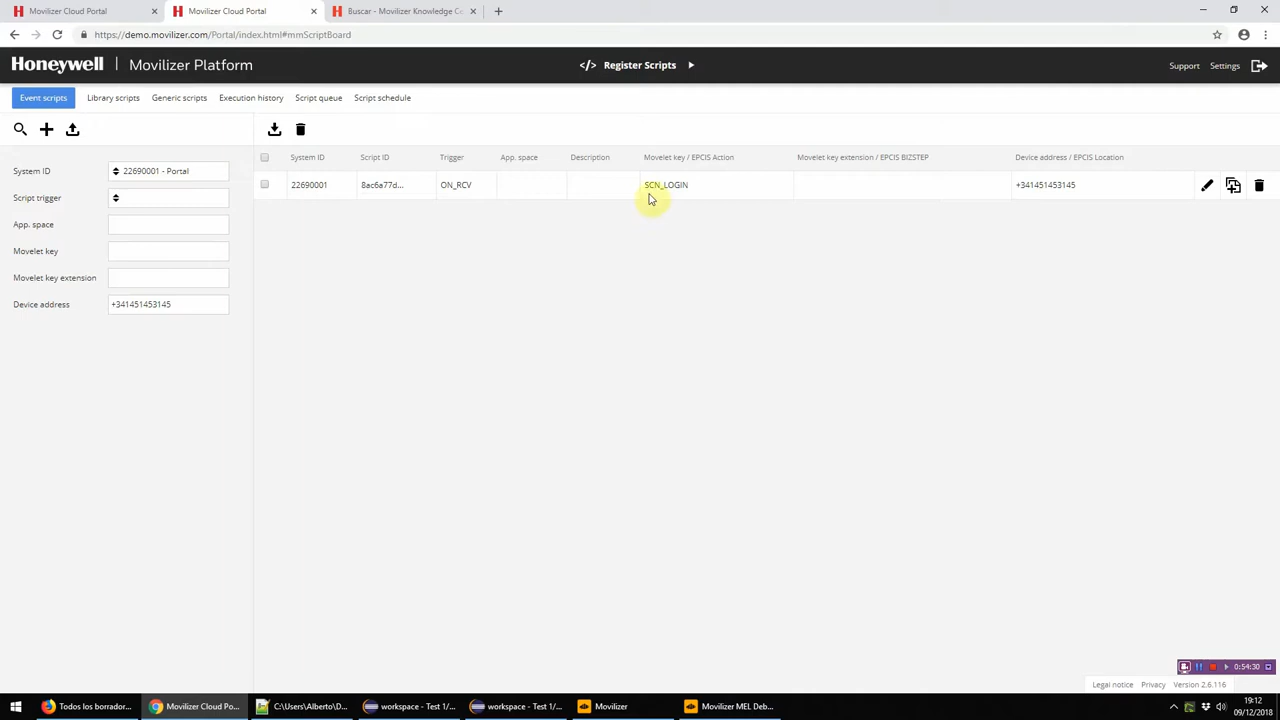 Movilizer Cloud Portal
Movilizer Cloud Portal
Buscar - Movilizer Knowledge Ce
https://demo.movilizer.com/Portal/index.html#mmScriptBoard
Honeywell | Movilizer Platform
</> Register Scripts
Support Settings
Event scripts Library scripts Generic scripts Execution history Script queue Script schedule
System ID Script ID Trigger App. space Description Movelet key / EPCIS Action Movelet key extension / EPCIS BIZSTEP Device address / EPCIS Location
22690001 8ac6a77d... ON_RCV SCN_LOGIN +341451453145
System ID 22690001 - Portal
Script trigger
App. space
Movelet key
Movelet key extension
Device address +341451453145
0:54:30
Legal notice Privacy Version 2.6.116
Todos los borrador... Movilizer Cloud Po... C:\Users\Alberto\D... workspace - Test 1/... workspace - Test 1/... Movilizer Movilizer MEL Deb...
19:12
09/12/2018